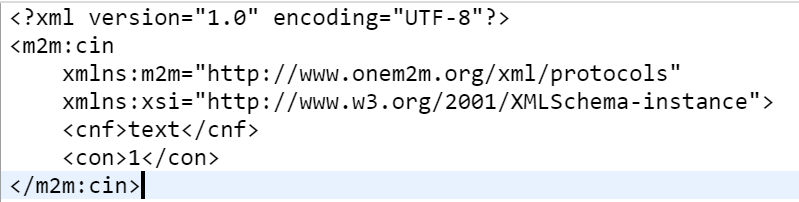 <?xml version="1.0" encoding="UTF-8"?>
<m2m:cin
    xmlns:m2m="http://www.onem2m.org/xml/protocols"
    xmlns:xsi="http://www.w3.org/2001/XMLSchema-instance">
    <cnf>text</cnf>
    <con>1</con>
</m2m:cin>